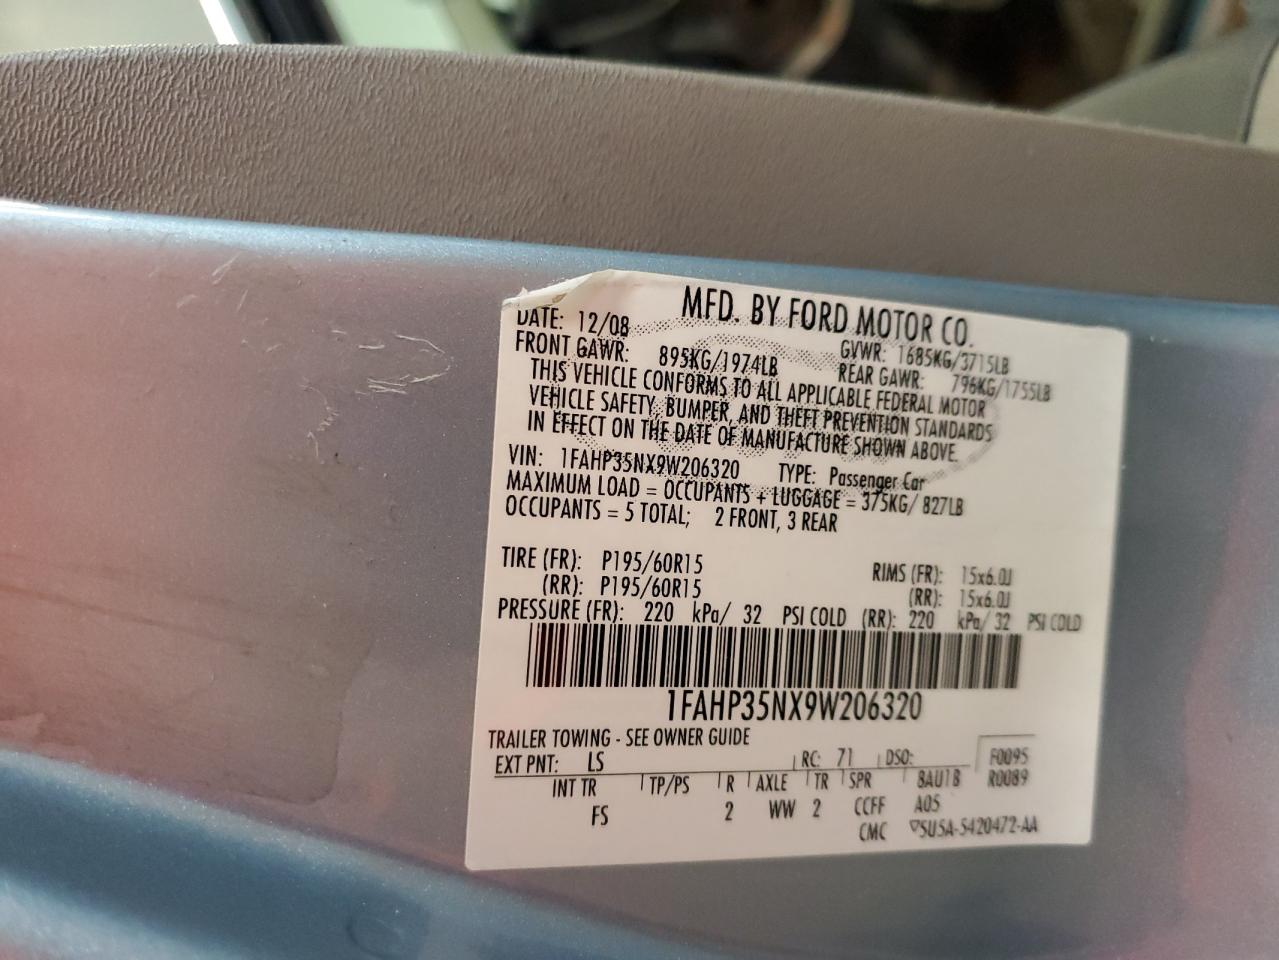 MFD. BY FORD MOTOR CO.
DATE: 12/08 GVWR: 1685KG/3715LB
FRONT GAWR: 895KG/1974LB REAR GAWR: 796KG/1755LB
THIS VEHICLE CONFORMS TO ALL APPLICABLE FEDERAL MOTOR
VEHICLE SAFETY, BUMPER, AND THEFT PREVENTION STANDARDS
IN EFFECT ON THE DATE OF MANUFACTURE SHOWN ABOVE.
VIN: 1FAHP35NX9W206320 TYPE: Passenger Car
MAXIMUM LOAD = OCCUPANTS + LUGGAGE = 375KG/ 827LB
OCCUPANTS = 5 TOTAL; 2 FRONT, 3 REAR
TIRE (FR): P195/60R15 RIMS (FR): 15x6.0J
(RR): P195/60R15 (RR): 15x6.0J
PRESSURE (FR): 220 kPa/ 32 PSI COLD (RR): 220 kPa/ 32 PSI COLD
1FAHP35NX9W206320
TRAILER TOWING - SEE OWNER GUIDE
EXT PNT: LS RC: 71 DSO: F0095
INT TR TP/PS R AXLE TR SPR 8AU1B R0089
FS 2 WW 2 CCFF A05
CMC ▽5U5A-5420472-AA